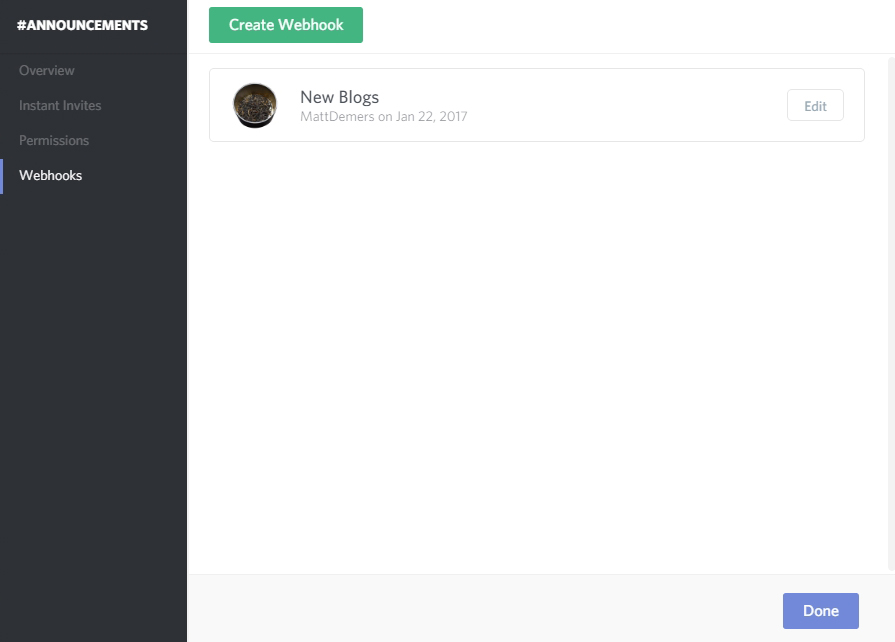 #ANNOUNCEMENTS
Overview
Instant Invites
Permissions
Webhooks
Create Webhook
New Blogs
MattDemers on Jan 22, 2017
Edit
Done